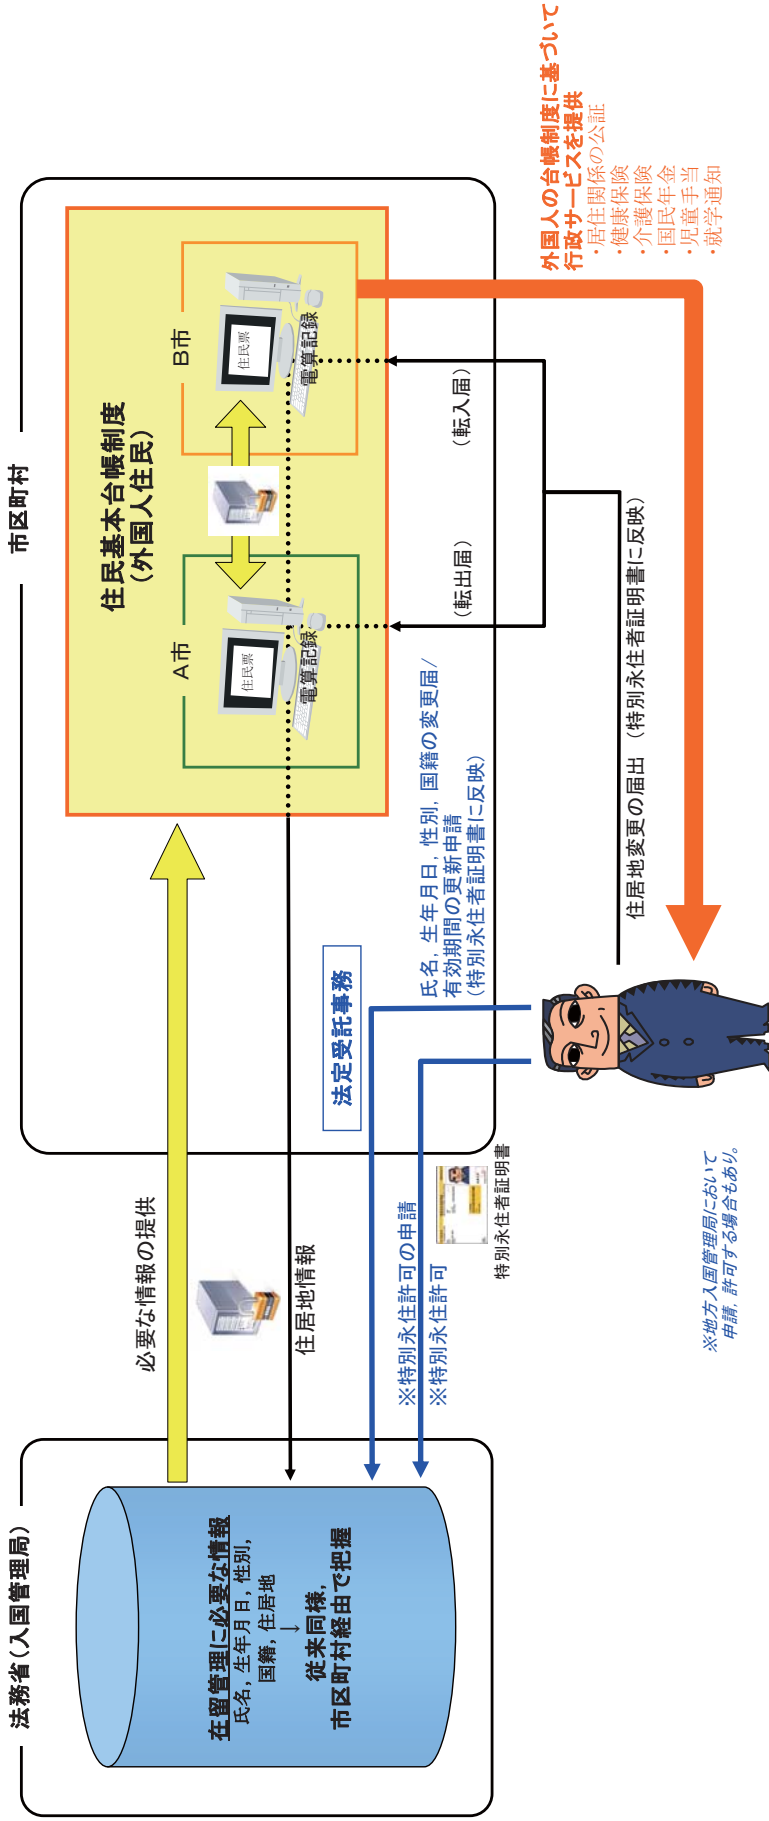 法務省（入国管理局）
在留管理に必要な情報
氏名，生年月日，性別，
国籍，住居地
↓
従来同様，
市区町村経由で把握
必要な情報の提供
住居地情報
※特別永住許可の申請
※特別永住許可
特別永住者証明書
市区町村
住民基本台帳制度
（外国人住民）
A市
住民票
電算記録
B市
住民票
電算記録
法定受託事務
氏名，生年月日，性別，国籍の変更届/
有効期間の更新申請
（特別永住者証明書に反映）
（転出届）
（転入届）
住居地変更の届出 （特別永住者証明書に反映）
外国人の台帳制度に基づいて
行政サービスを提供
・居住関係の公証
・健康保険
・介護保険
・国民年金
・児童手当
・就学通知
※地方入国管理局において
申請，許可する場合もあり。